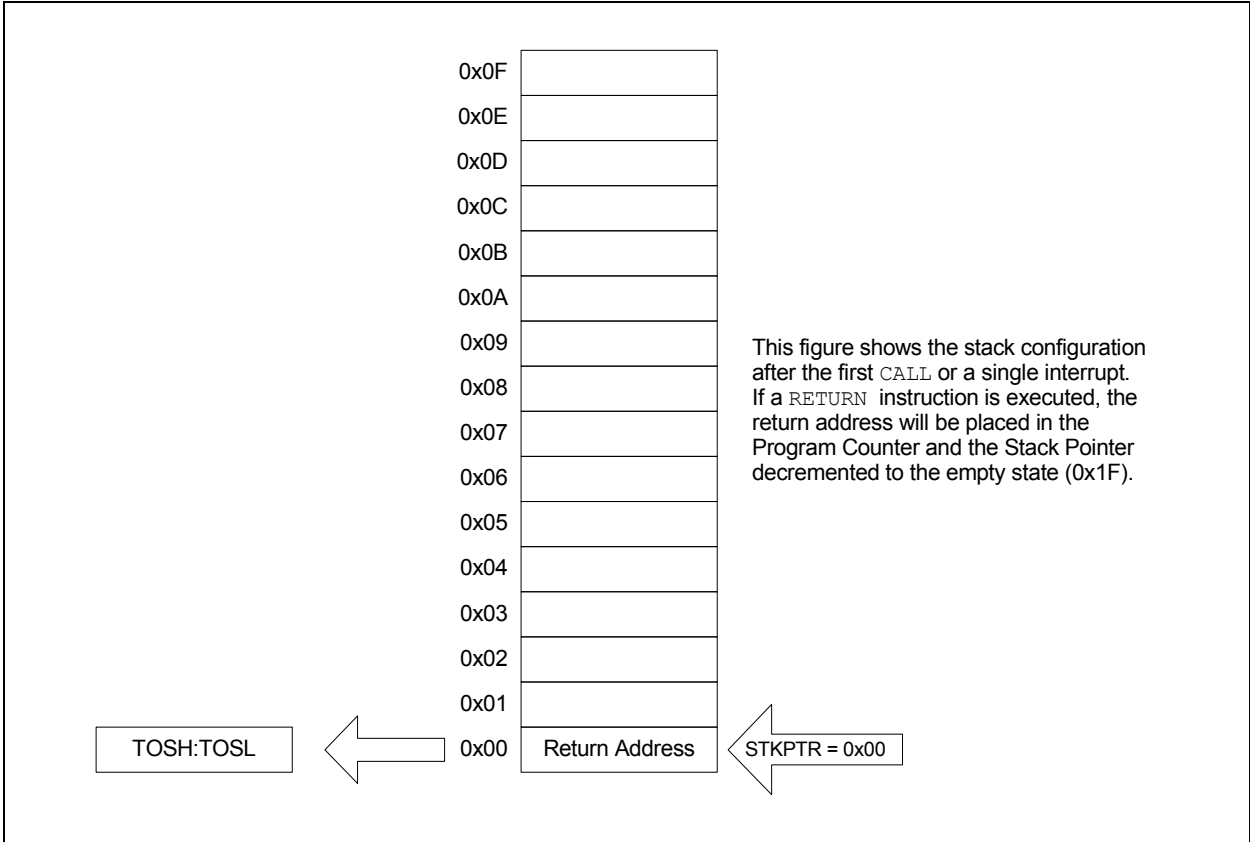 0x0F
0x0E
0x0D
0x0C
0x0B
0x0A
0x09
0x08
0x07
0x06
0x05
0x04
0x03
0x02
0x01
This figure shows the stack configuration
after the first CALL or a single interrupt.
If a RETURN instruction is executed, the
return address will be placed in the
Program Counter and the Stack Pointer
decremented to the empty state (0x1F).
TOSH:TOSL 0x00 Return Address STKPTR = 0x00